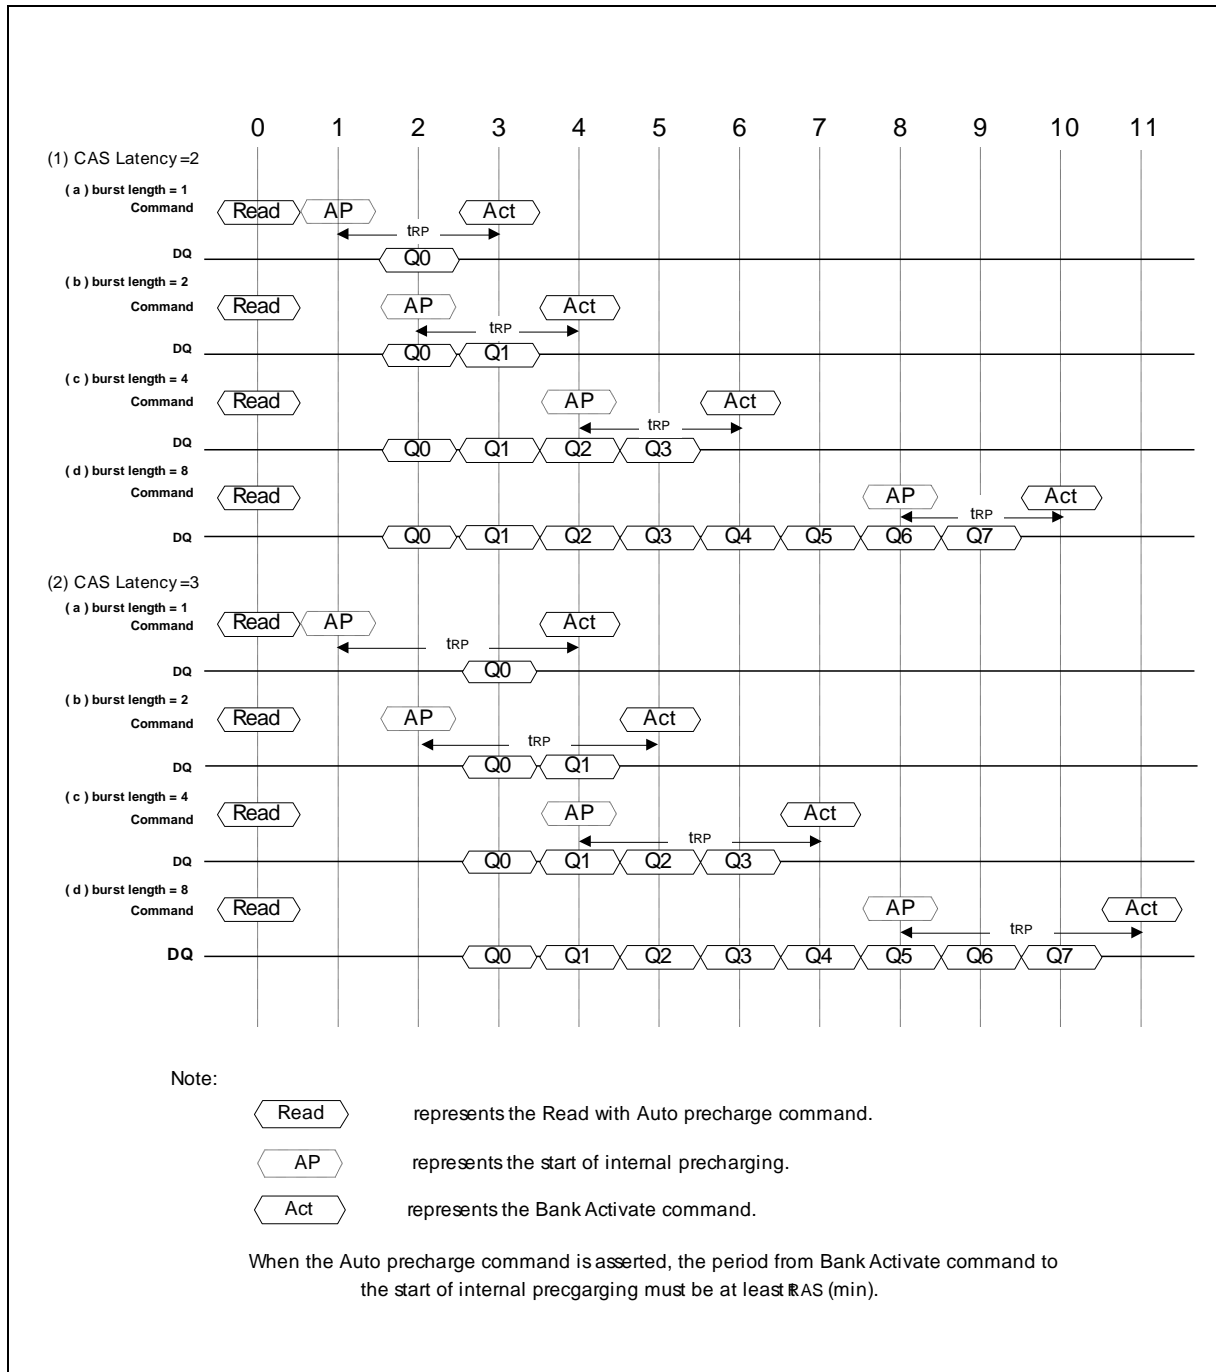 0 1 2 3 4 5 6 7 8 9 10 11
(1) CAS Latency=2
( a ) burst length = 1
Command Read AP Act
tRP
DQ Q0
( b ) burst length = 2
Command Read AP Act
tRP
DQ Q0 Q1
( c ) burst length = 4
Command Read AP Act
tRP
DQ Q0 Q1 Q2 Q3
( d ) burst length = 8
Command Read AP Act
tRP
DQ Q0 Q1 Q2 Q3 Q4 Q5 Q6 Q7
(2) CAS Latency=3
( a ) burst length = 1
Command Read AP Act
tRP
DQ Q0
( b ) burst length = 2
Command Read AP Act
tRP
DQ Q0 Q1
( c ) burst length = 4
Command Read AP Act
tRP
DQ Q0 Q1 Q2 Q3
( d ) burst length = 8
Command Read AP Act
tRP
DQ Q0 Q1 Q2 Q3 Q4 Q5 Q6 Q7
Note:
Read represents the Read with Auto precharge command.
AP represents the start of internal precharging.
Act represents the Bank Activate command.
When the Auto precharge command is asserted, the period from Bank Activate command to
the start of internal precgarging must be at least tRAS (min).